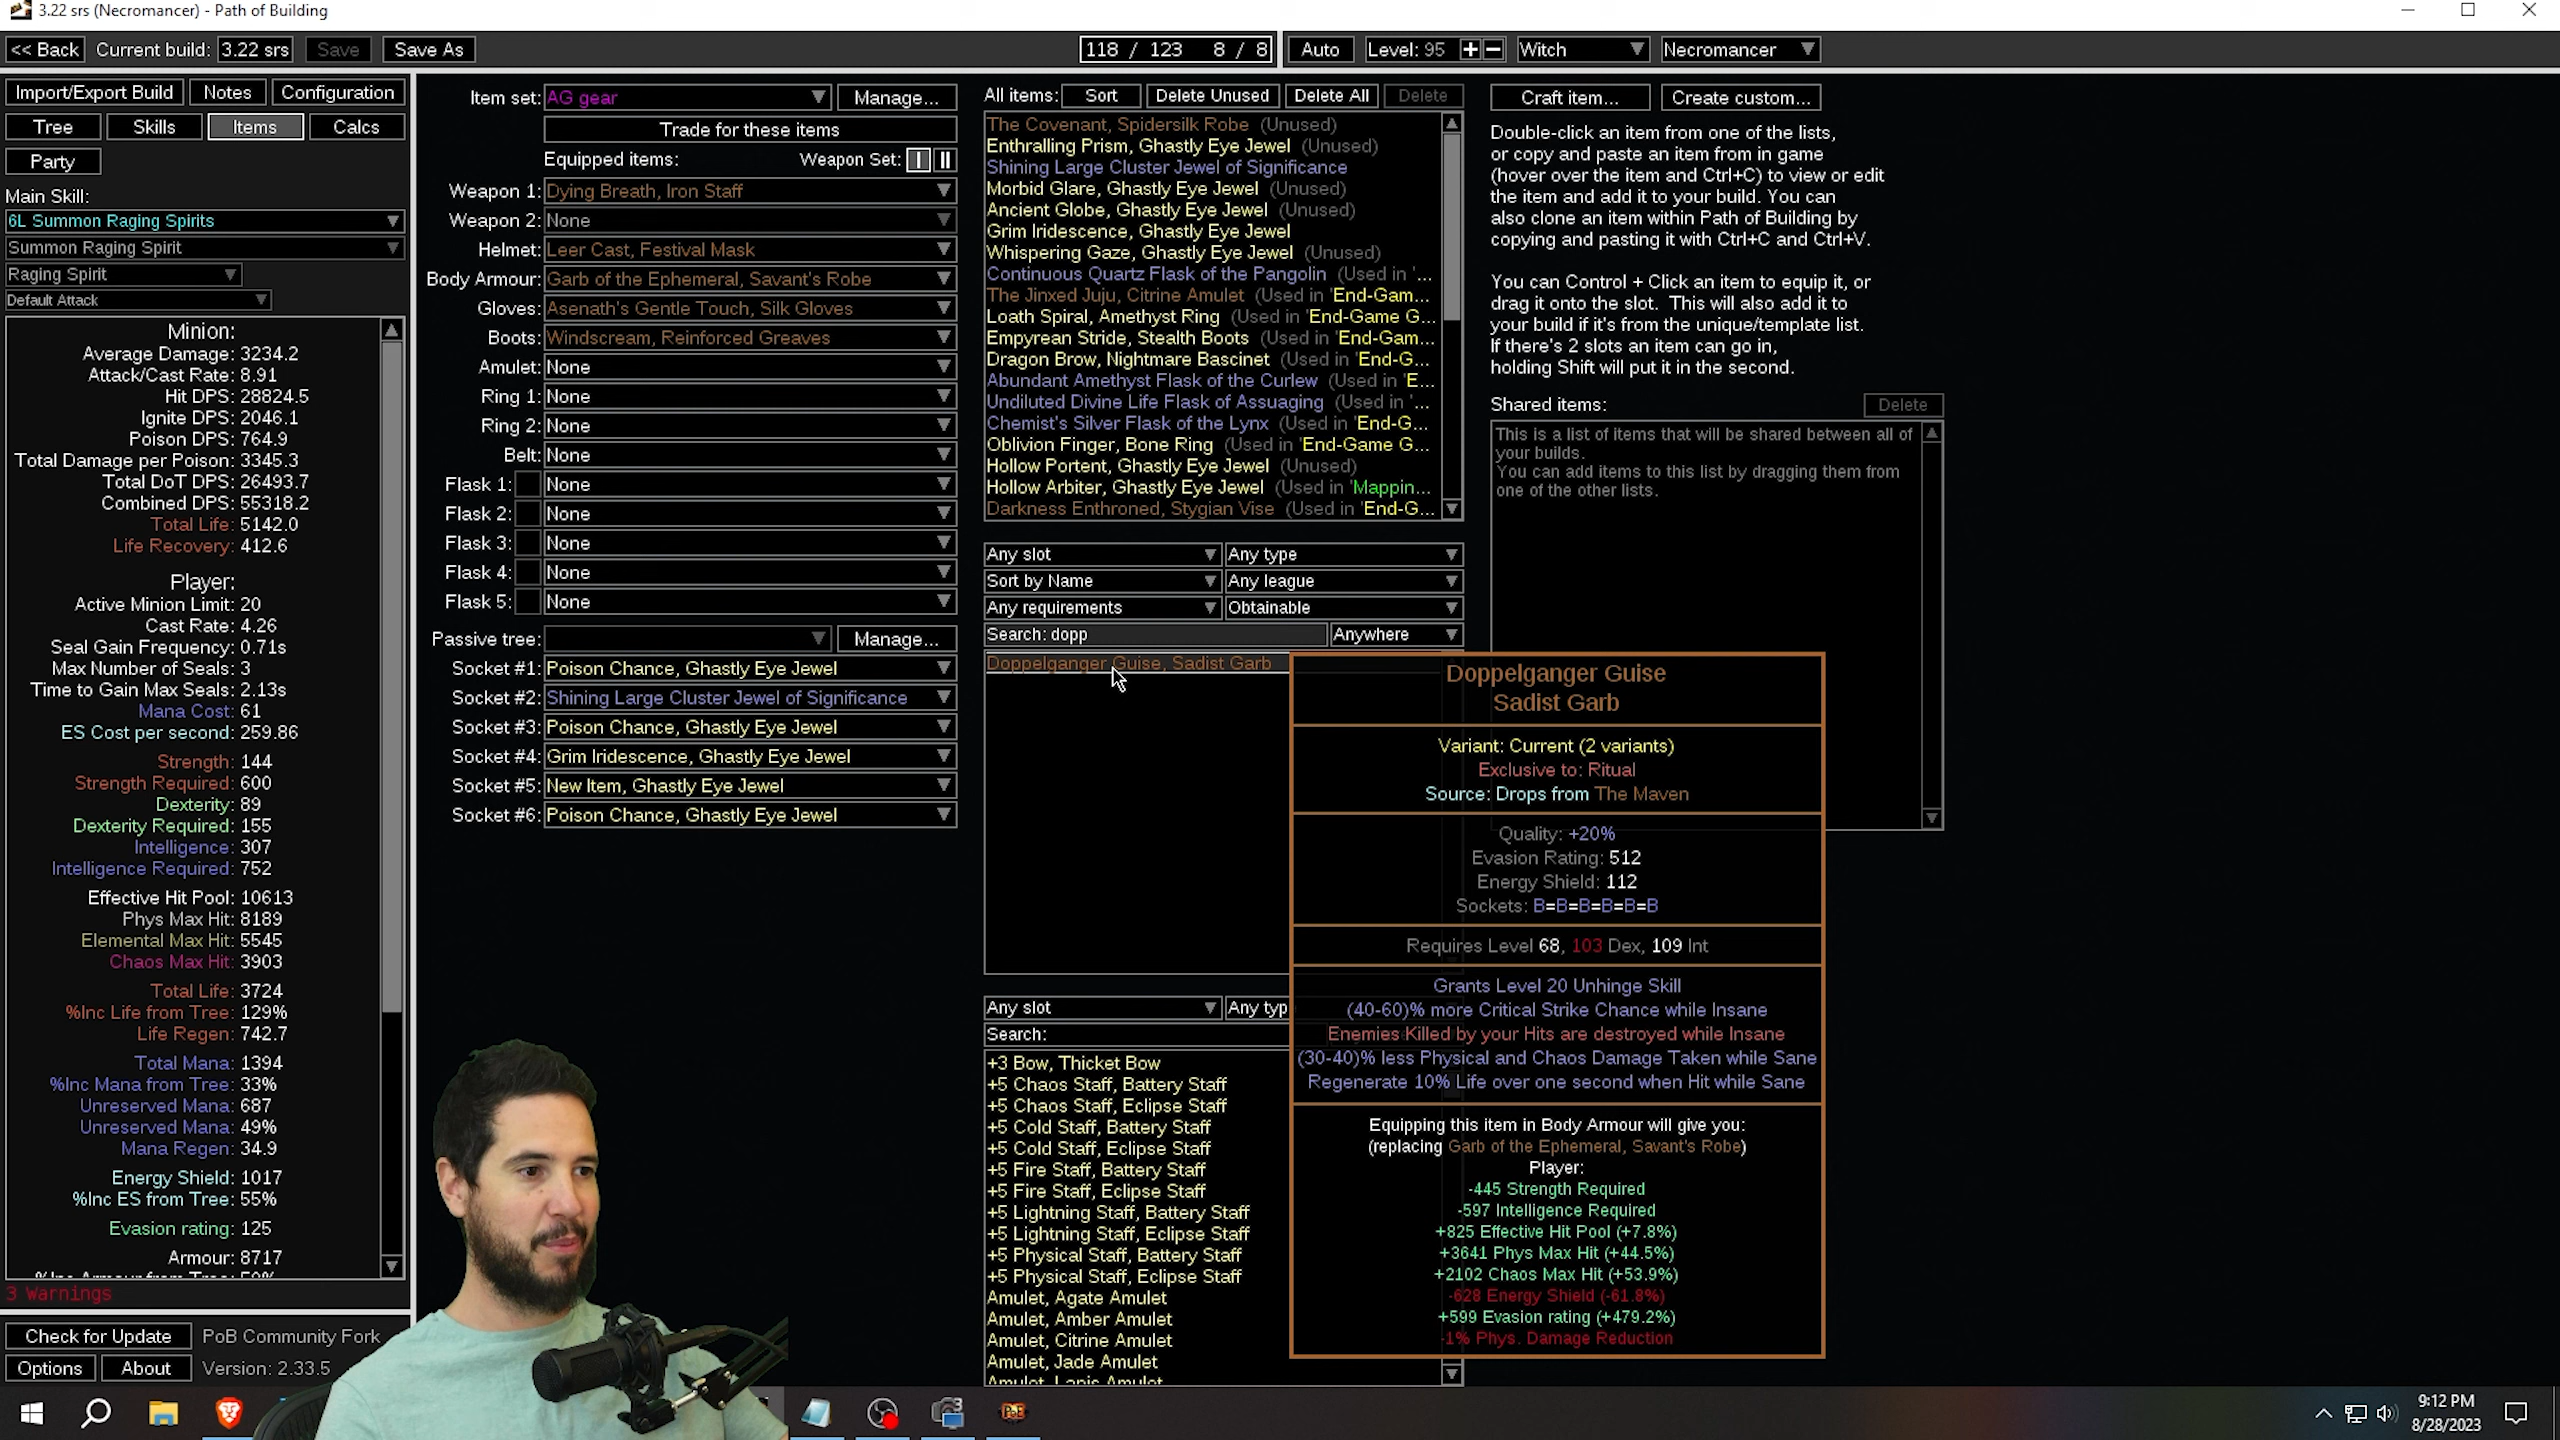 3.22 srs (Necromancer) - Path of Building
<< Back
Current build: 3.22 srs
Save
Save As
118 / 123 8 / 8
Auto
Level: 95
Witch
Necromancer
Import/Export Build
Notes
Configuration
Tree
Skills
Items
Calcs
Party
Main Skill:
6L Summon Raging Spirits
Summon Raging Spirit
Raging Spirit
Default Attack
Minion:
Average Damage: 3234.2
Attack/Cast Rate: 8.91
Hit DPS: 28824.5
Ignite DPS: 2046.1
Poison DPS: 764.9
Total Damage per Poison: 3345.3
Total DoT DPS: 26493.7
Combined DPS: 55318.2
Total Life: 5142.0
Life Recovery: 412.6
Player:
Active Minion Limit: 20
Cast Rate: 4.26
Seal Gain Frequency: 0.71s
Max Number of Seals: 3
Time to Gain Max Seals: 2.13s
Mana Cost: 61
ES Cost per second: 259.86
Strength: 144
Strength Required: 600
Dexterity: 89
Dexterity Required: 155
Intelligence: 307
Intelligence Required: 752
Effective Hit Pool: 10613
Phys Max Hit: 8189
Elemental Max Hit: 5545
Chaos Max Hit: 3903
Total Life: 3724
%Inc Life from Tree: 129%
Life Regen: 742.7
Total Mana: 1394
%Inc Mana from Tree: 33%
Unreserved Mana: 687
Unreserved Mana: 49%
Mana Regen: 34.9
Energy Shield: 1017
%Inc ES from Tree: 55%
Evasion rating: 125
Armour: 8717
%Inc Armour from Tree: 50%
3 Warnings
Check for Update
PoB Community Fork
Options
About
Version: 2.33.5
Item set: AG gear
Manage...
Trade for these items
Equipped items:
Weapon Set: I II
Weapon 1: Dying Breath, Iron Staff
Weapon 2: None
Helmet: Leer Cast, Festival Mask
Body Armour: Garb of the Ephemeral, Savant's Robe
Gloves: Asenath's Gentle Touch, Silk Gloves
Boots: Windscream, Reinforced Greaves
Amulet: None
Ring 1: None
Ring 2: None
Belt: None
Flask 1: None
Flask 2: None
Flask 3: None
Flask 4: None
Flask 5: None
Passive tree:
Manage...
Socket #1: Poison Chance, Ghastly Eye Jewel
Socket #2: Shining Large Cluster Jewel of Significance
Socket #3: Poison Chance, Ghastly Eye Jewel
Socket #4: Grim Iridescence, Ghastly Eye Jewel
Socket #5: New Item, Ghastly Eye Jewel
Socket #6: Poison Chance, Ghastly Eye Jewel
All items:
Sort
Delete Unused
Delete All
Delete
The Covenant, Spidersilk Robe (Unused)
Enthralling Prism, Ghastly Eye Jewel (Unused)
Shining Large Cluster Jewel of Significance
Morbid Glare, Ghastly Eye Jewel (Unused)
Ancient Globe, Ghastly Eye Jewel (Unused)
Grim Iridescence, Ghastly Eye Jewel
Whispering Gaze, Ghastly Eye Jewel (Unused)
Continuous Quartz Flask of the Pangolin (Used in '...
The Jinxed Juju, Citrine Amulet (Used in 'End-Gam...
Loath Spiral, Amethyst Ring (Used in 'End-Game G...
Empyrean Stride, Stealth Boots (Used in 'End-Gam...
Dragon Brow, Nightmare Bascinet (Used in 'End-G...
Abundant Amethyst Flask of the Curlew (Used in 'E...
Undiluted Divine Life Flask of Assuaging (Used in '...
Chemist's Silver Flask of the Lynx (Used in 'End-G...
Oblivion Finger, Bone Ring (Used in 'End-Game G...
Hollow Portent, Ghastly Eye Jewel (Unused)
Hollow Arbiter, Ghastly Eye Jewel (Used in 'Mappin...
Darkness Enthroned, Stygian Vise (Used in 'End-G...
Any slot
Any type
Sort by Name
Any league
Any requirements
Obtainable
Search: dopp
Anywhere
Doppelganger Guise, Sadist Garb
Any slot
Any typ
Search:
+3 Bow, Thicket Bow
+5 Chaos Staff, Battery Staff
+5 Chaos Staff, Eclipse Staff
+5 Cold Staff, Battery Staff
+5 Cold Staff, Eclipse Staff
+5 Fire Staff, Battery Staff
+5 Fire Staff, Eclipse Staff
+5 Lightning Staff, Battery Staff
+5 Lightning Staff, Eclipse Staff
+5 Physical Staff, Battery Staff
+5 Physical Staff, Eclipse Staff
Amulet, Agate Amulet
Amulet, Amber Amulet
Amulet, Citrine Amulet
Amulet, Jade Amulet
Amulet, Lapis Amulet
Craft item...
Create custom...
Double-click an item from one of the lists,
or copy and paste an item from in game
(hover over the item and Ctrl+C) to view or edit
the item and add it to your build. You can
also clone an item within Path of Building by
copying and pasting it with Ctrl+C and Ctrl+V.
You can Control + Click an item to equip it, or
drag it onto the slot. This will also add it to
your build if it's from the unique/template list.
If there's 2 slots an item can go in,
holding Shift will put it in the second.
Shared items:
Delete
This is a list of items that will be shared between all of
your builds.
You can add items to this list by dragging them from
one of the other lists.
Doppelganger Guise
Sadist Garb
Variant: Current (2 variants)
Exclusive to: Ritual
Source: Drops from The Maven
Quality: +20%
Evasion Rating: 512
Energy Shield: 112
Sockets: B=B=B=B=B=B
Requires Level 68, 103 Dex, 109 Int
Grants Level 20 Unhinge Skill
(40-60)% more Critical Strike Chance while Insane
Enemies Killed by your Hits are destroyed while Insane
(30-40)% less Physical and Chaos Damage Taken while Sane
Regenerate 10% Life over one second when Hit while Sane
Equipping this item in Body Armour will give you:
(replacing Garb of the Ephemeral, Savant's Robe)
Player:
-445 Strength Required
-597 Intelligence Required
+825 Effective Hit Pool (+7.8%)
+3641 Phys Max Hit (+44.5%)
+2102 Chaos Max Hit (+53.9%)
-628 Energy Shield (-61.8%)
+599 Evasion rating (+479.2%)
-1% Phys. Damage Reduction
9:12 PM
8/28/2023